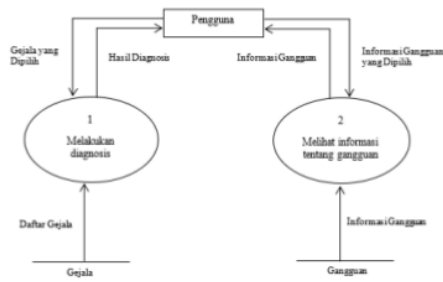 Pengguna
Gejala yang
Dipilih
Hasil Diagnosis
Informasi Gangguan
Informasi Gangguan
yang Dipilih
1
Melakukan
diagnosis
2
Melihat informasi
tentang gangguan
Daftar Gejala
Informasi Gangguan
Gejala
Gangguan